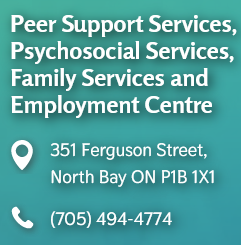 Peer Support Services,
Psychosocial Services,
Family Services and
Employment Centre
351 Ferguson Street,
North Bay ON P1B 1X1
(705) 494-4774